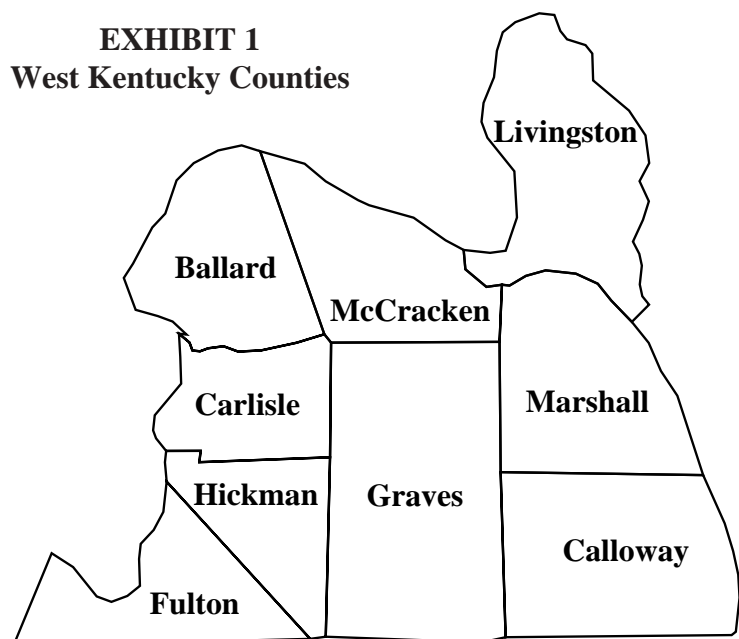 EXHIBIT 1
West Kentucky Counties
Livingston
Ballard
McCracken
Carlisle
Marshall
Hickman
Graves
Calloway
Fulton